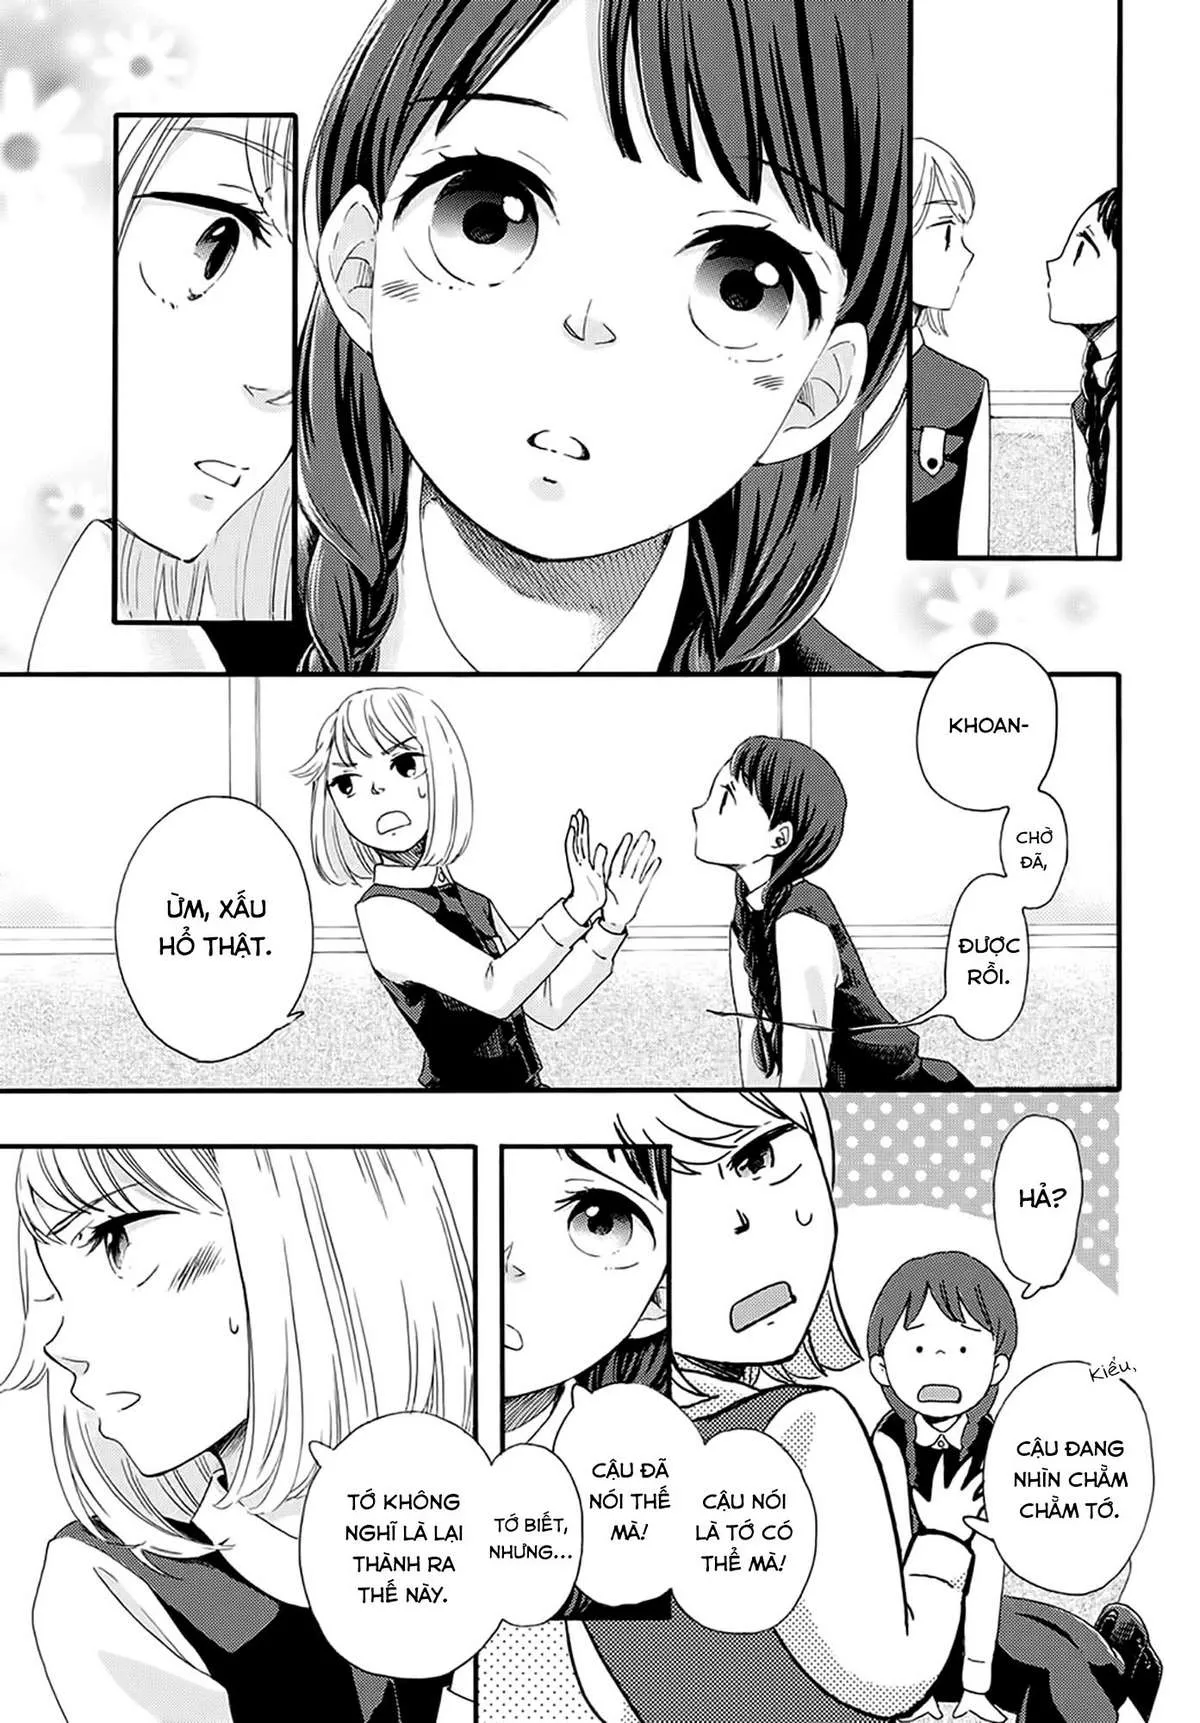 KHOAN-
CHỜ
ĐÃ,
ĐƯỢC
RỒI.
ỪM, XẤU
HỔ THẬT.
HẢ?
Kiểu,
CẬU ĐANG
NHÌN CHẰM
CHẰM TỚ.
CẬU NÓI
LÀ TỚ CÓ
THỂ MÀ!
CẬU ĐÃ
NÓI THẾ
MÀ!
TỚ BIẾT,
NHƯNG...
TỚ KHÔNG
NGHĨ LÀ LẠI
THÀNH RA
THẾ NÀY.